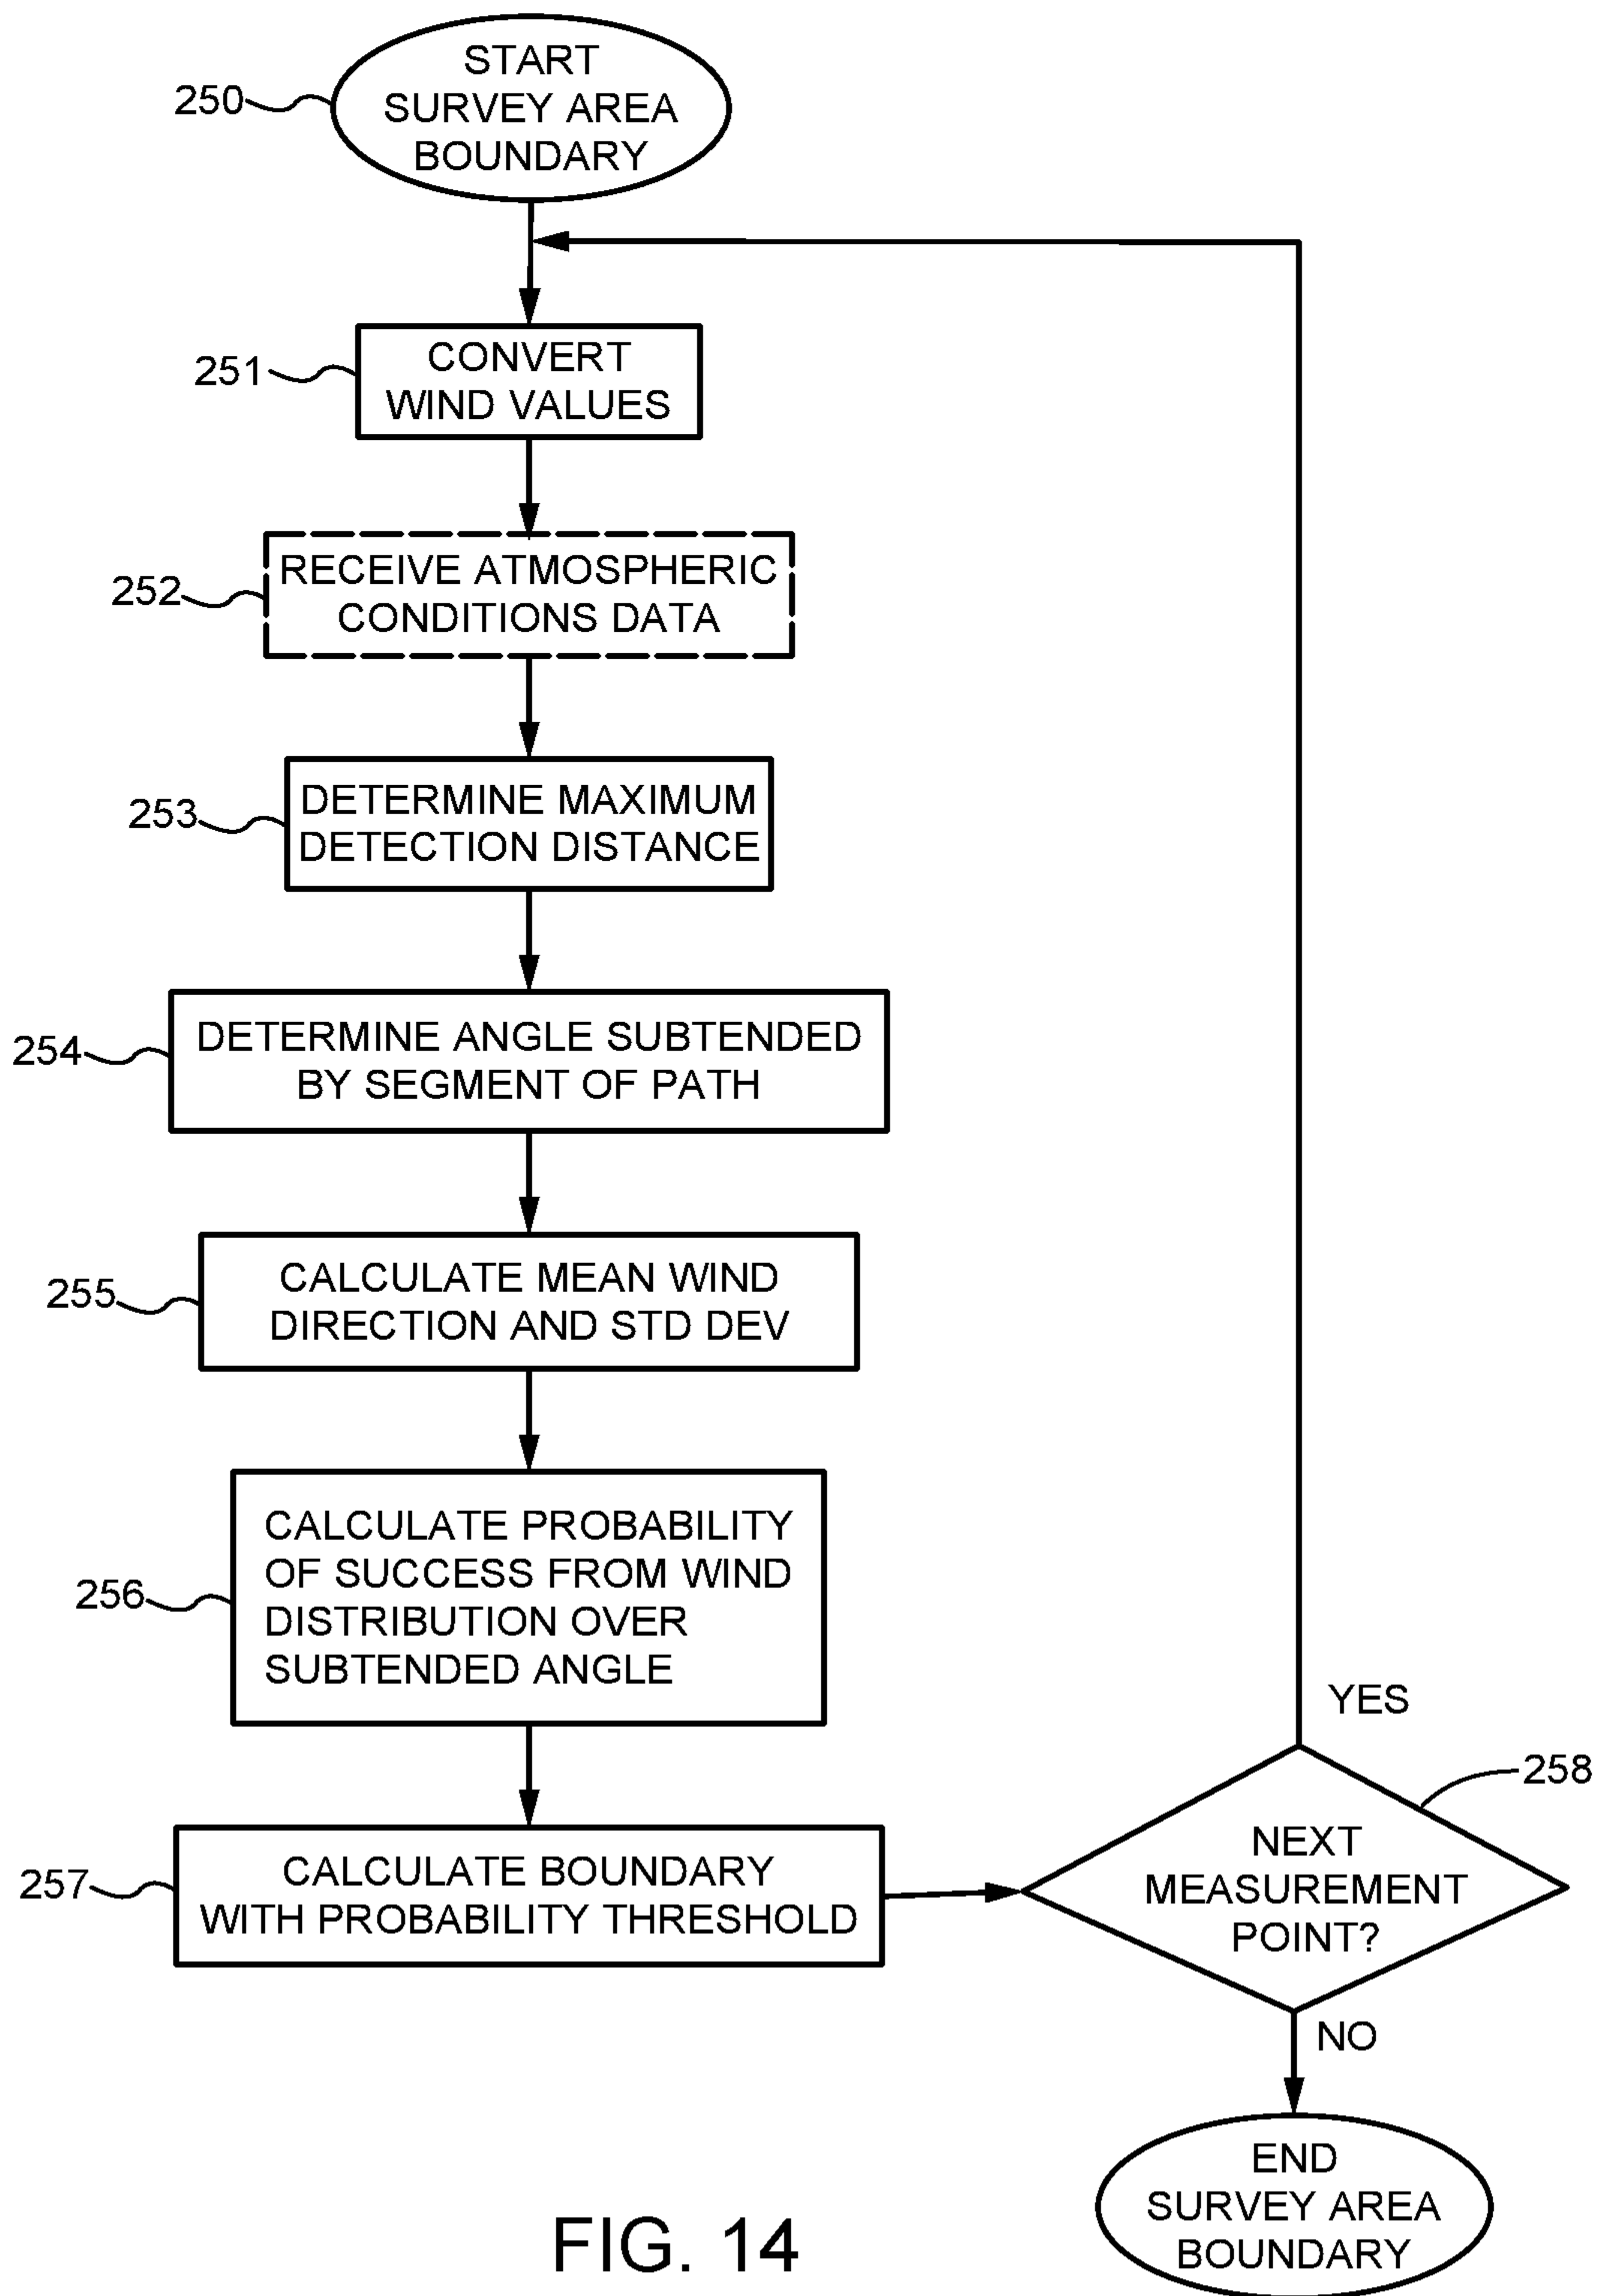 START
SURVEY AREA
BOUNDARY
250
CONVERT
WIND VALUES
251
RECEIVE ATMOSPHERIC
CONDITIONS DATA
252
DETERMINE MAXIMUM
DETECTION DISTANCE
253
DETERMINE ANGLE SUBTENDED
BY SEGMENT OF PATH
254
CALCULATE MEAN WIND
DIRECTION AND STD DEV
255
CALCULATE PROBABILITY
OF SUCCESS FROM WIND
DISTRIBUTION OVER
SUBTENDED ANGLE
256
CALCULATE BOUNDARY
WITH PROBABILITY THRESHOLD
257
YES
258
NEXT
MEASUREMENT
POINT?
NO
END
SURVEY AREA
BOUNDARY
FIG. 14